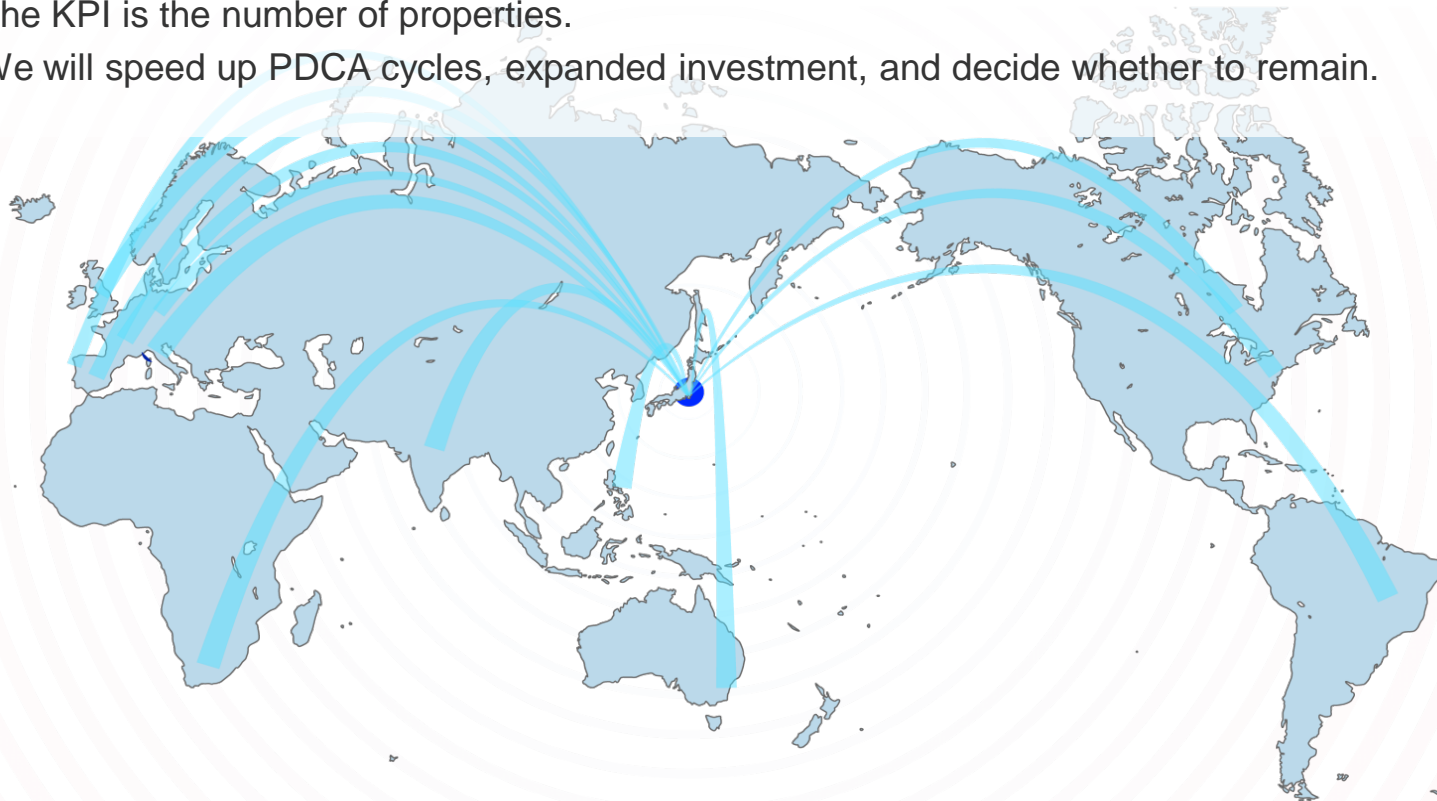 he KPI is the number of properties.
We will speed up PDCA cycles, expanded investment, and decide whether to remain.